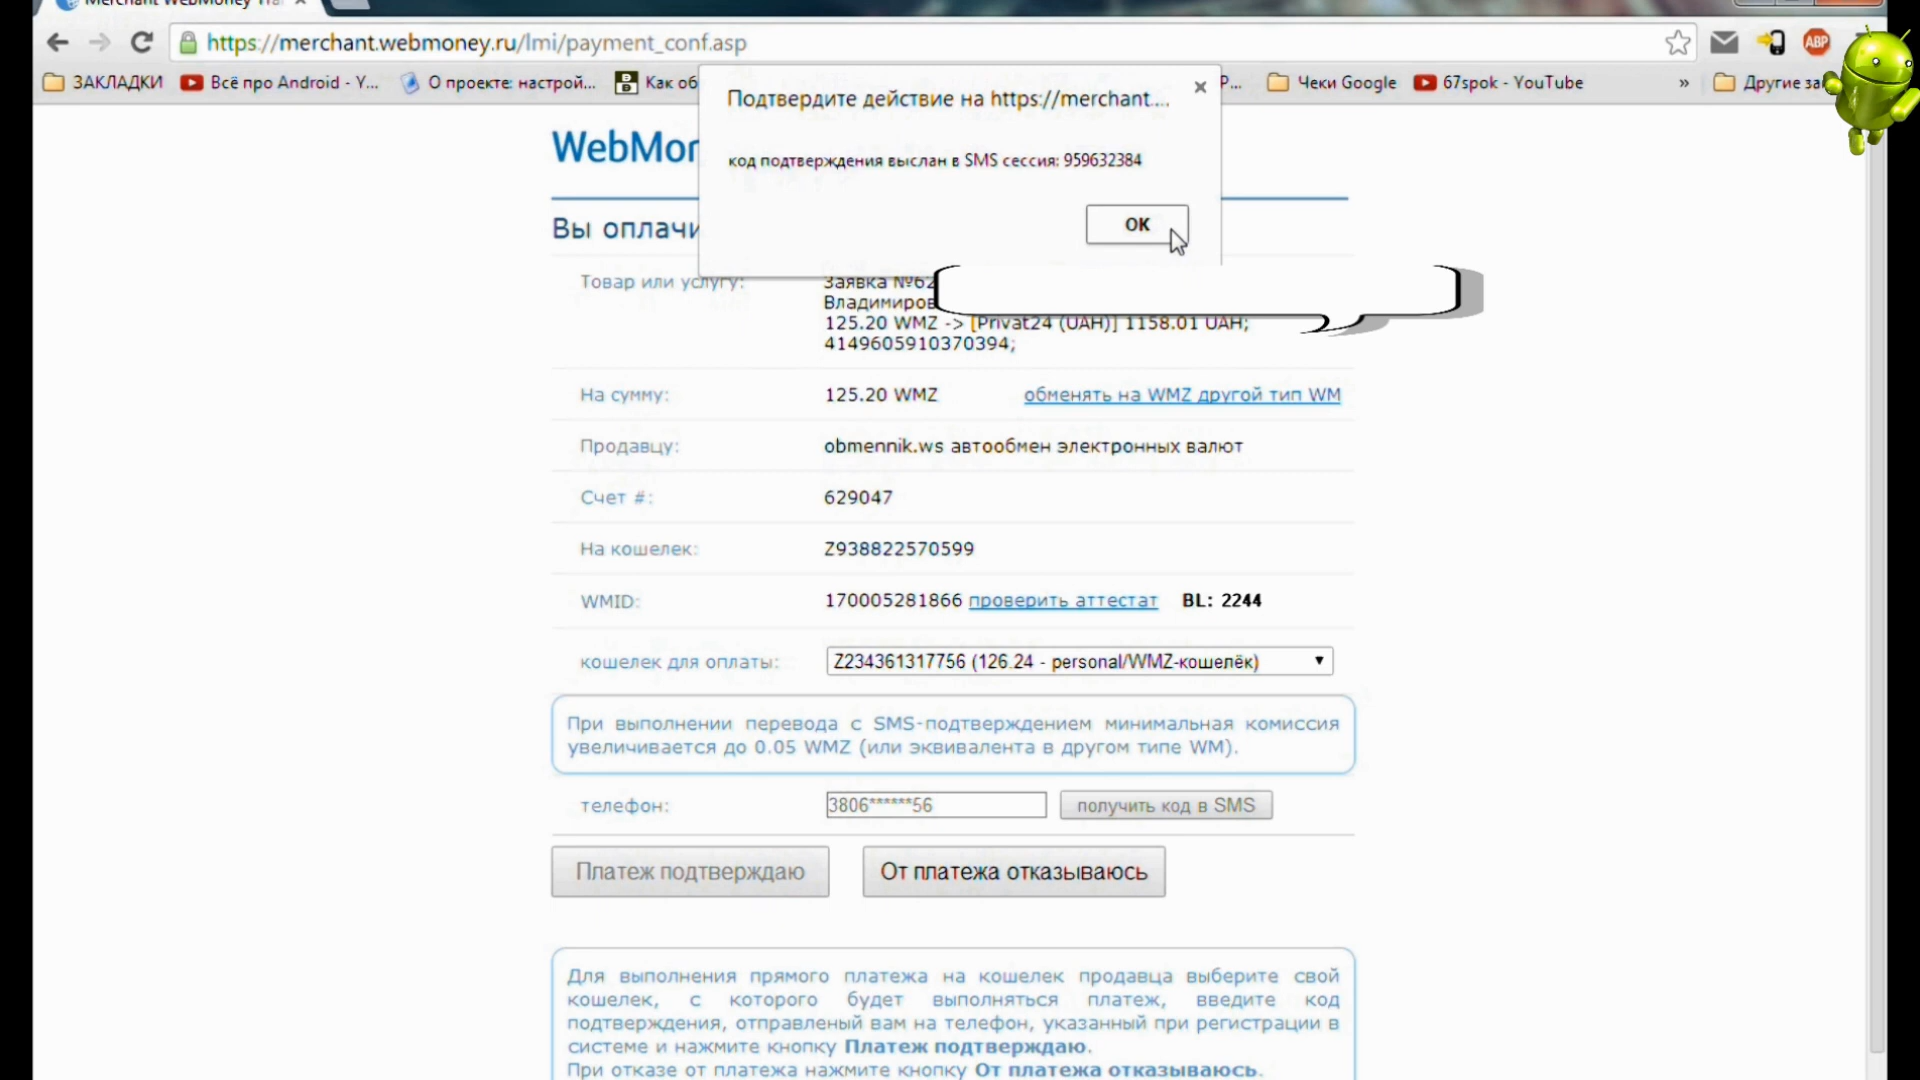 Merchant WebMoney Tra
https://merchant.webmoney.ru/lmi/payment_conf.asp
ABP
ЗАКЛАДКИ Всё про Android - Y... О проекте: настрой... Как об Р... Чеки Google 67spok - YouTube » Другие за
Подтвердите действие на https://merchant....
код подтверждения выслан в SMS сессия: 959632384
OK
WebMon
Вы оплачи
Товар или услугу: Заявка №62
Владимиров
125.20 WMZ -> [Privat24 (UAH)] 1158.01 UAH;
4149605910370394;
На сумму: 125.20 WMZ обменять на WMZ другой тип WM
Продавцу: obmennik.ws автообмен электронных валют
Счет #: 629047
На кошелек: Z938822570599
WMID: 170005281866 проверить аттестат BL: 2244
кошелек для оплаты: Z234361317756 (126.24 - personal/WMZ-кошелёк)
При выполнении перевода с SMS-подтверждением минимальная комиссия
увеличивается до 0.05 WMZ (или эквивалента в другом типе WM).
телефон: 3806******56 получить код в SMS
Платеж подтверждаю От платежа отказываюсь
Для выполнения прямого платежа на кошелек продавца выберите свой
кошелек, с которого будет выполняться платеж, введите код
подтверждения, отправленый вам на телефон, указанный при регистрации в
системе и нажмите кнопку Платеж подтверждаю.
При отказе от платежа нажмите кнопку От платежа отказываюсь.